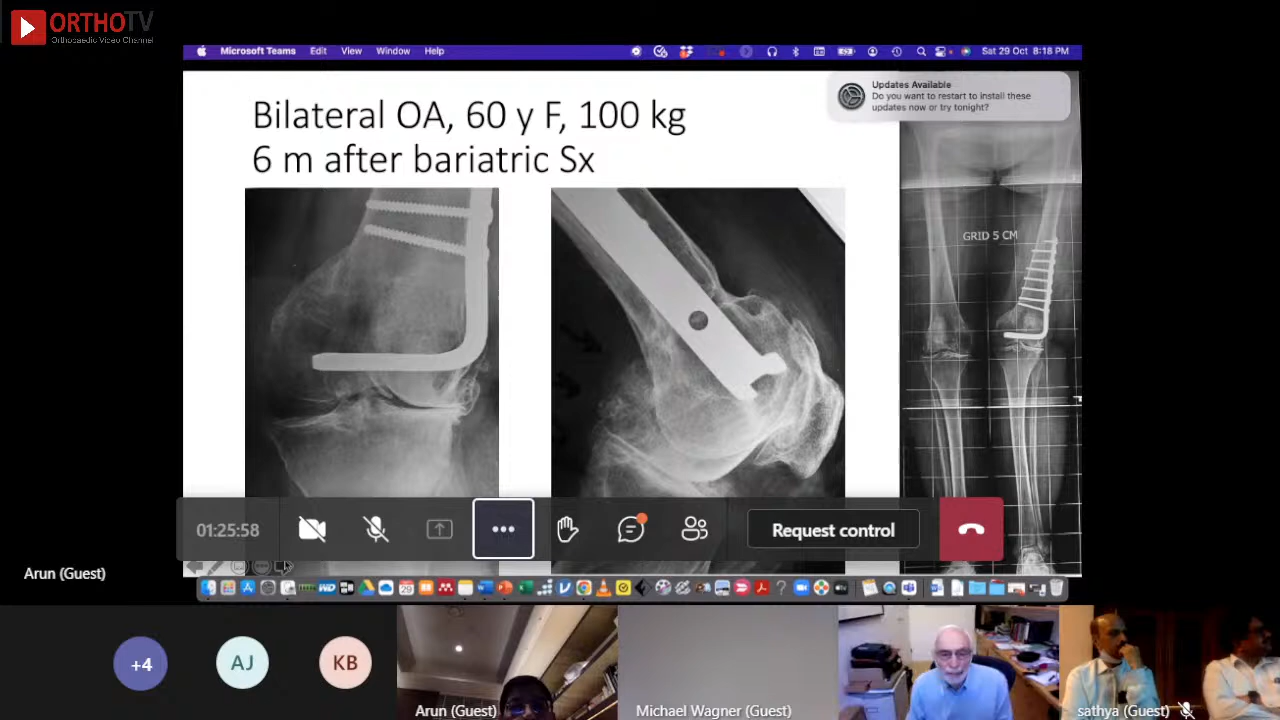 ORTHOTV
Orthopaedic Video Channel
Microsoft Teams Edit View Window Help
Sat 29 Oct 8:18 PM
Updates Available
Do you want to restart to install these
updates now or try tonight?
Bilateral OA, 60 y F, 100 kg
6 m after bariatric Sx
GRID 5 CM
01:25:58
Request control
Arun (Guest)
+4
AJ
KB
Arun (Guest)
Michael Wagner (Guest)
sathya (Guest)